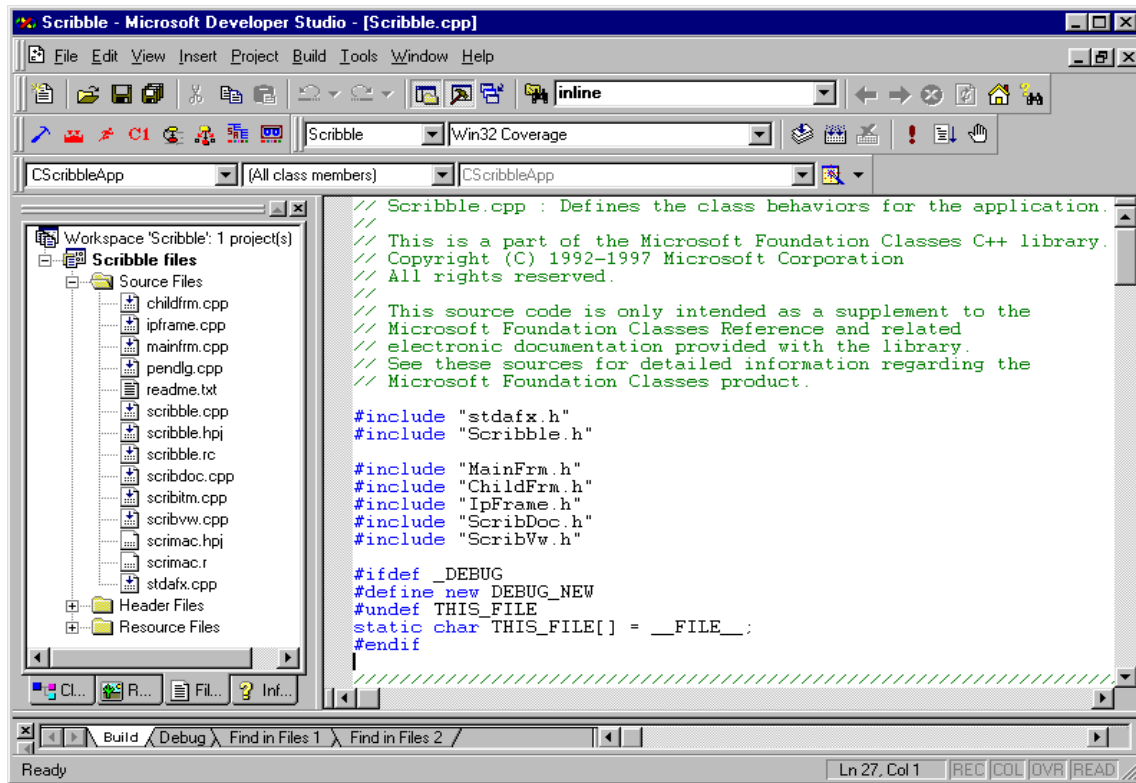 Scribble - Microsoft Developer Studio - [Scribble.cpp]
File Edit View Insert Project Build Tools Window Help
inline
C1 Scribble Win32 Coverage
CScribbleApp (All class members) CScribbleApp
Workspace 'Scribble': 1 project(s)
Scribble files
Source Files
childfrm.cpp
ipframe.cpp
mainfrm.cpp
pendlg.cpp
readme.txt
scribble.cpp
scribble.hpj
scribble.rc
scribdoc.cpp
scribitm.cpp
scribvw.cpp
scrimac.hpj
scrimac.r
stdafx.cpp
Header Files
Resource Files
Cl... R... Fil... Inf...
// Scribble.cpp : Defines the class behaviors for the application.
//
// This is a part of the Microsoft Foundation Classes C++ library.
// Copyright (C) 1992-1997 Microsoft Corporation
// All rights reserved.
//
// This source code is only intended as a supplement to the
// Microsoft Foundation Classes Reference and related
// electronic documentation provided with the library.
// See these sources for detailed information regarding the
// Microsoft Foundation Classes product.
#include "stdafx.h"
#include "Scribble.h"
#include "MainFrm.h"
#include "ChildFrm.h"
#include "IpFrame.h"
#include "ScribDoc.h"
#include "ScribVw.h"
#ifdef _DEBUG
#define new DEBUG_NEW
#undef THIS_FILE
static char THIS_FILE[] = __FILE__;
#endif
/////////////////////////////////////////////////////////////////////////////
Build Debug Find in Files 1 Find in Files 2
Ready Ln 27, Col 1 REC COL OVR READ